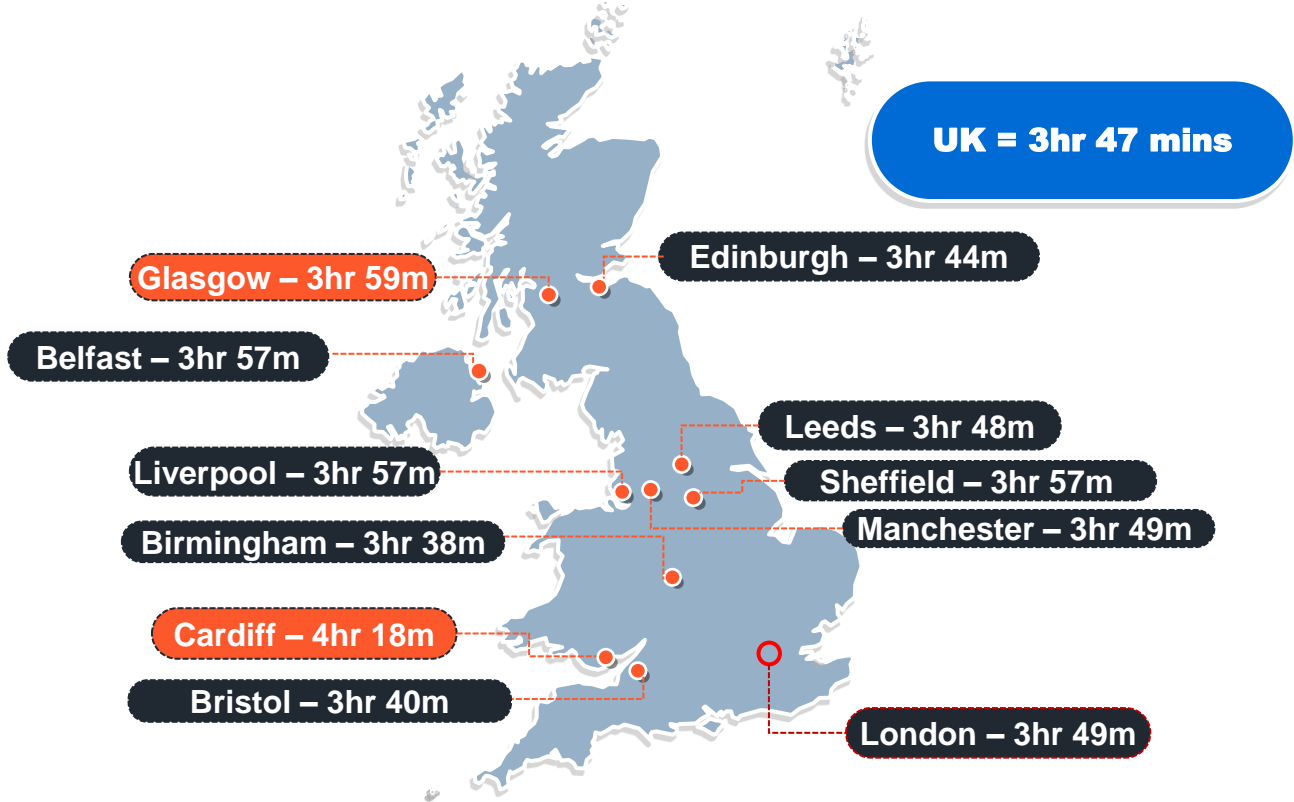 UK = 3hr 47 mins
Edinburgh – 3hr 44m
Glasgow – 3hr 59m
Belfast – 3hr 57m
Leeds – 3hr 48m
Liverpool – 3hr 57m
Sheffield – 3hr 57m
Manchester – 3hr 49m
Birmingham – 3hr 38m
Cardiff – 4hr 18m
Bristol – 3hr 40m
London – 3hr 49m